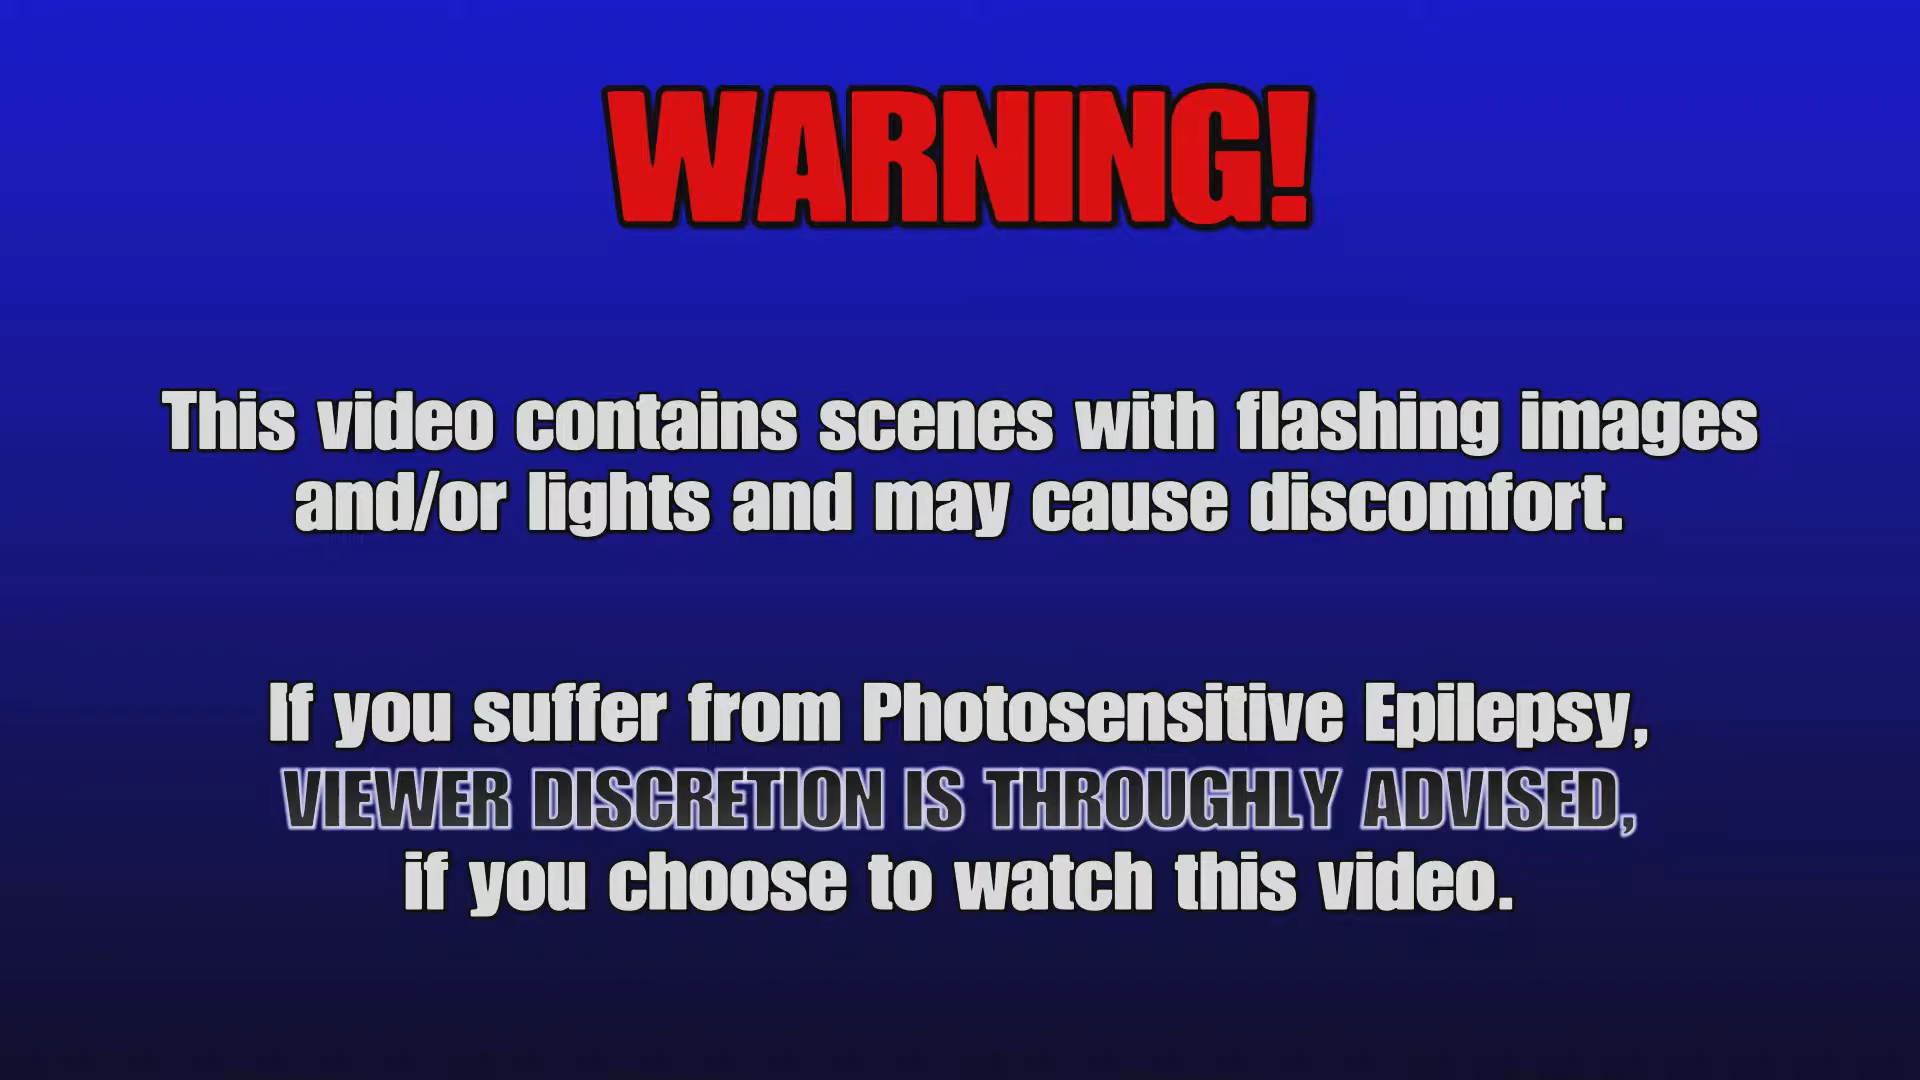 WARNING!
This video contains scenes with flashing images
and/or lights and may cause discomfort.
If you suffer from Photosensitive Epilepsy,
VIEWER DISCRETION IS THROUGHLY ADVISED,
if you choose to watch this video.